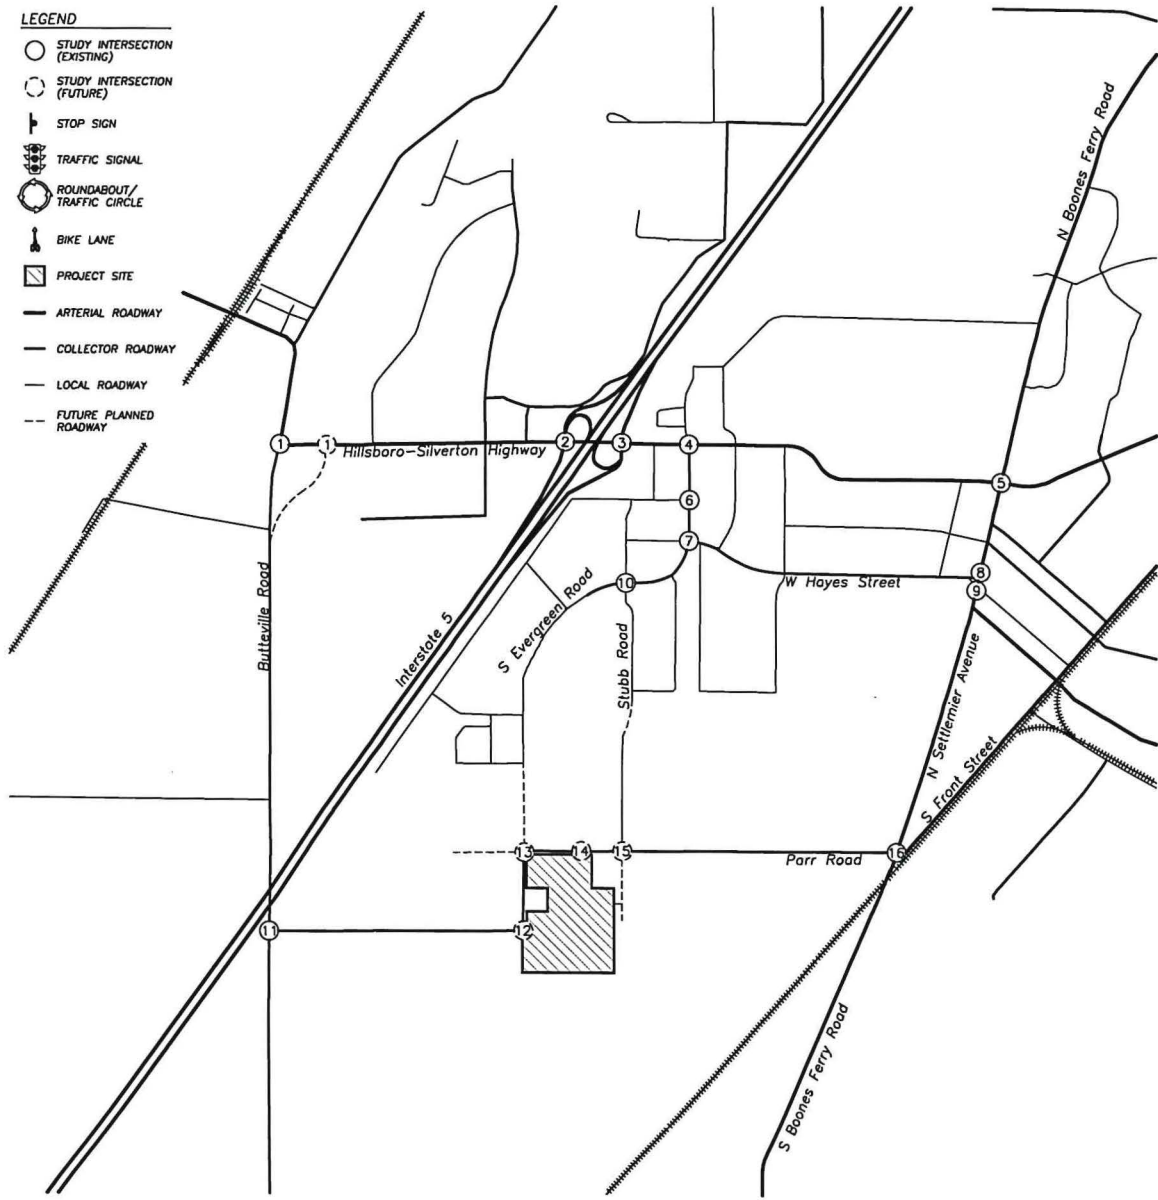 LEGEND
STUDY INTERSECTION
(EXISTING)
STUDY INTERSECTION
(FUTURE)
STOP SIGN
TRAFFIC SIGNAL
ROUNDABOUT/
TRAFFIC CIRCLE
BIKE LANE
PROJECT SITE
ARTERIAL ROADWAY
COLLECTOR ROADWAY
LOCAL ROADWAY
FUTURE PLANNED
ROADWAY
N Boones Ferry Road
1
1
Hillsboro-Silverton Highway
2
3
4
5
6
7
8
9
10
W Hayes Street
Butteville Road
Interstate 5
S Evergreen Road
Stubb Road
N Settlemier Avenue
S Front Street
13
14
15
16
Parr Road
11
12
S Boones Ferry Road